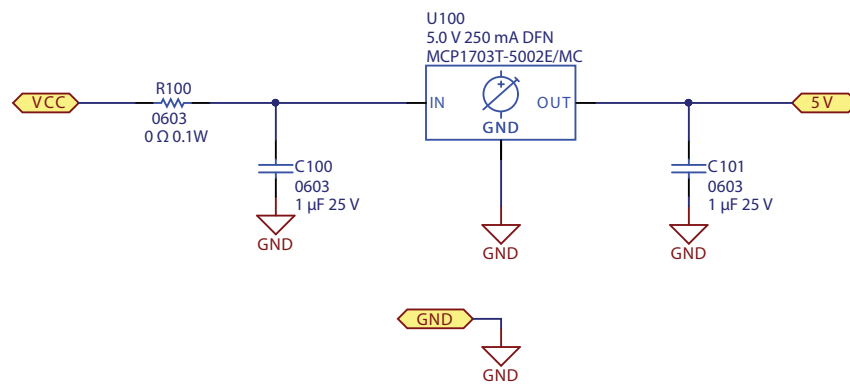 U100
5.0 V 250 mA DFN
MCP1703T-5002E/MC
VCC
R100
0603
0 Ω 0.1W
IN
OUT
GND
5V
C100
0603
1 µF 25 V
GND
GND
C101
0603
1 µF 25 V
GND
GND
GND